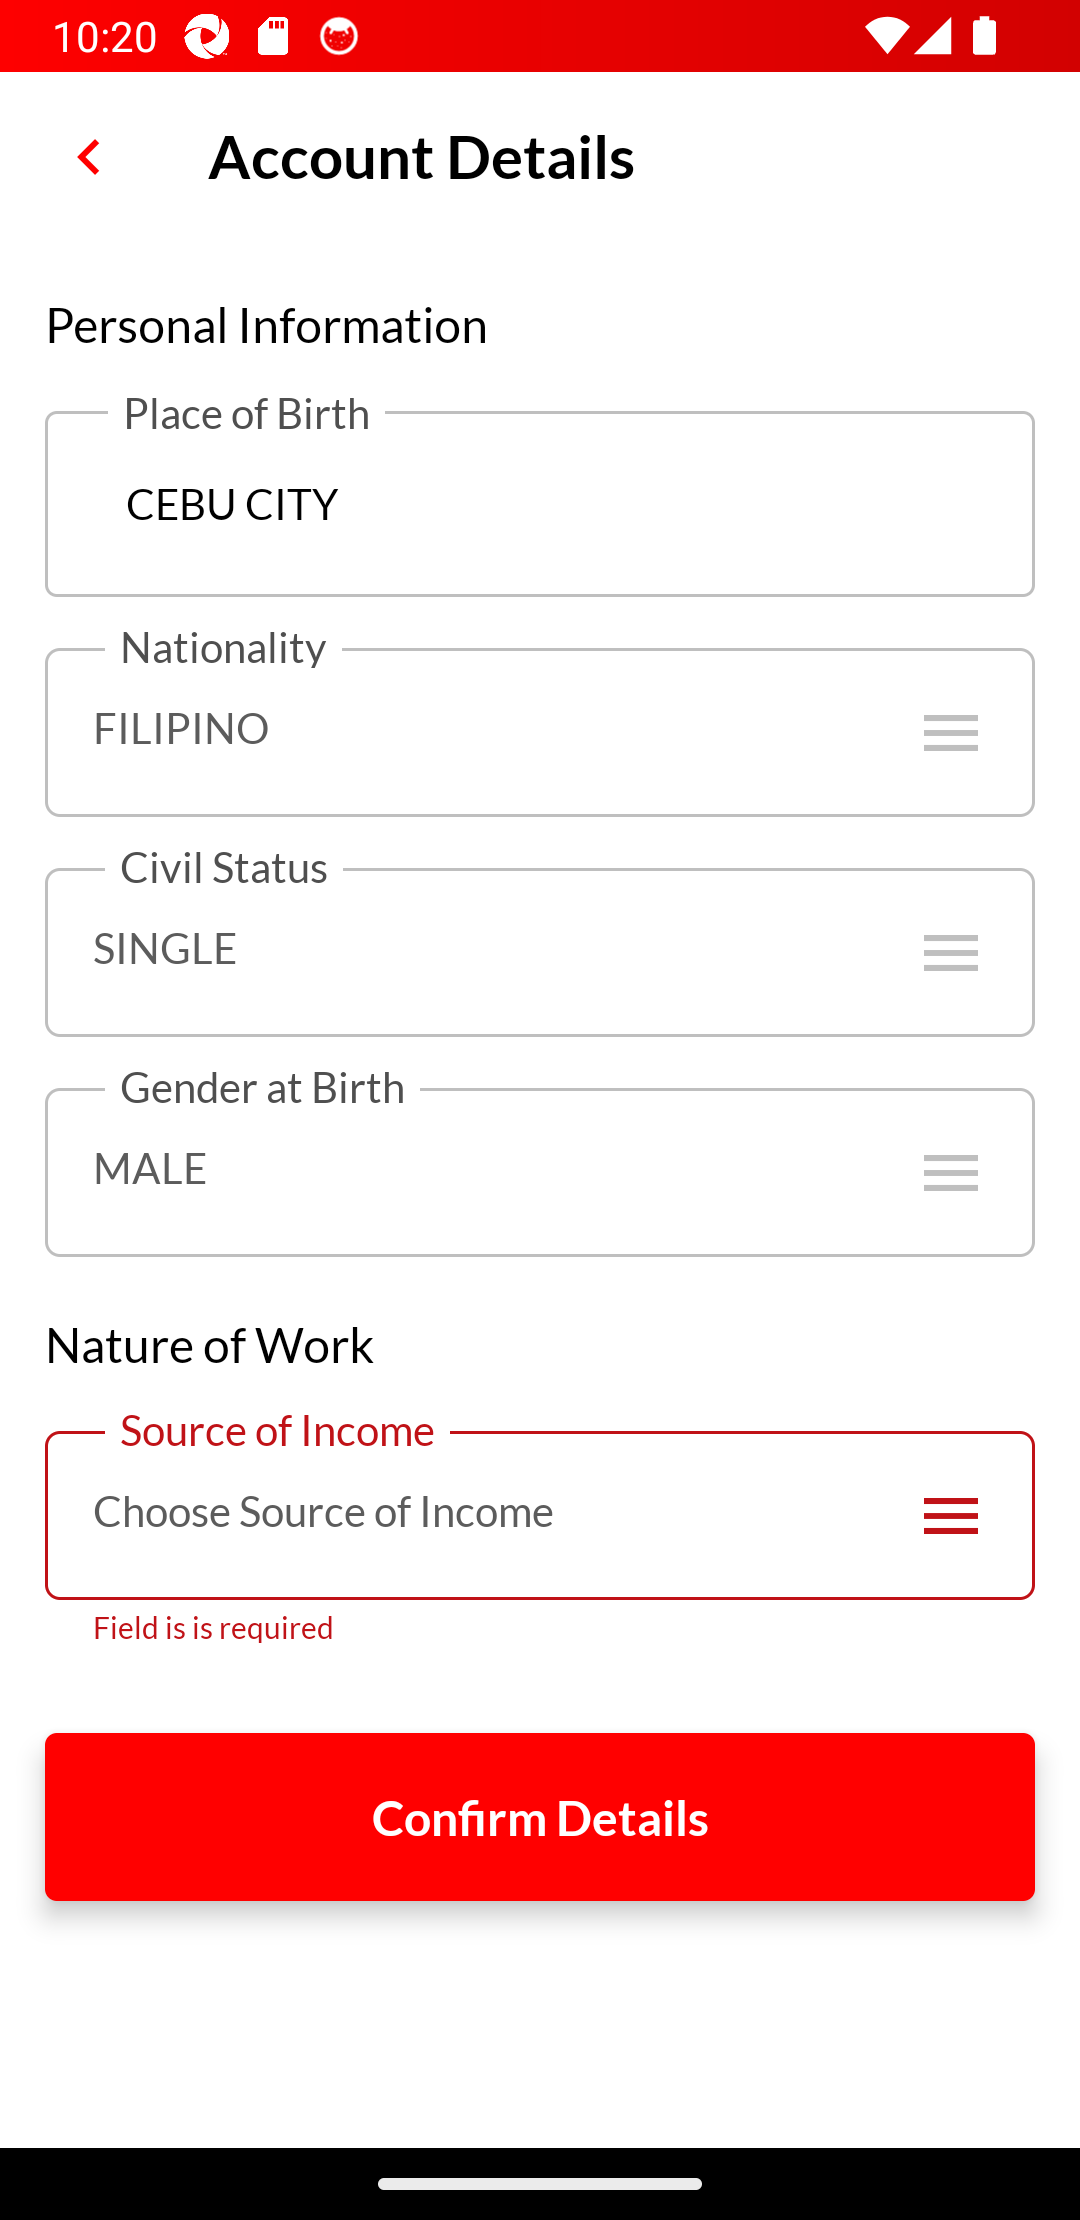 10:20
Account Details
Personal Information
Place of Birth
CEBU CITY
Nationality
FILIPINO
Civil Status
SINGLE
Gender at Birth
MALE
Nature of Work
Source of Income
Choose Source of Income
Field is is required
Confirm Details